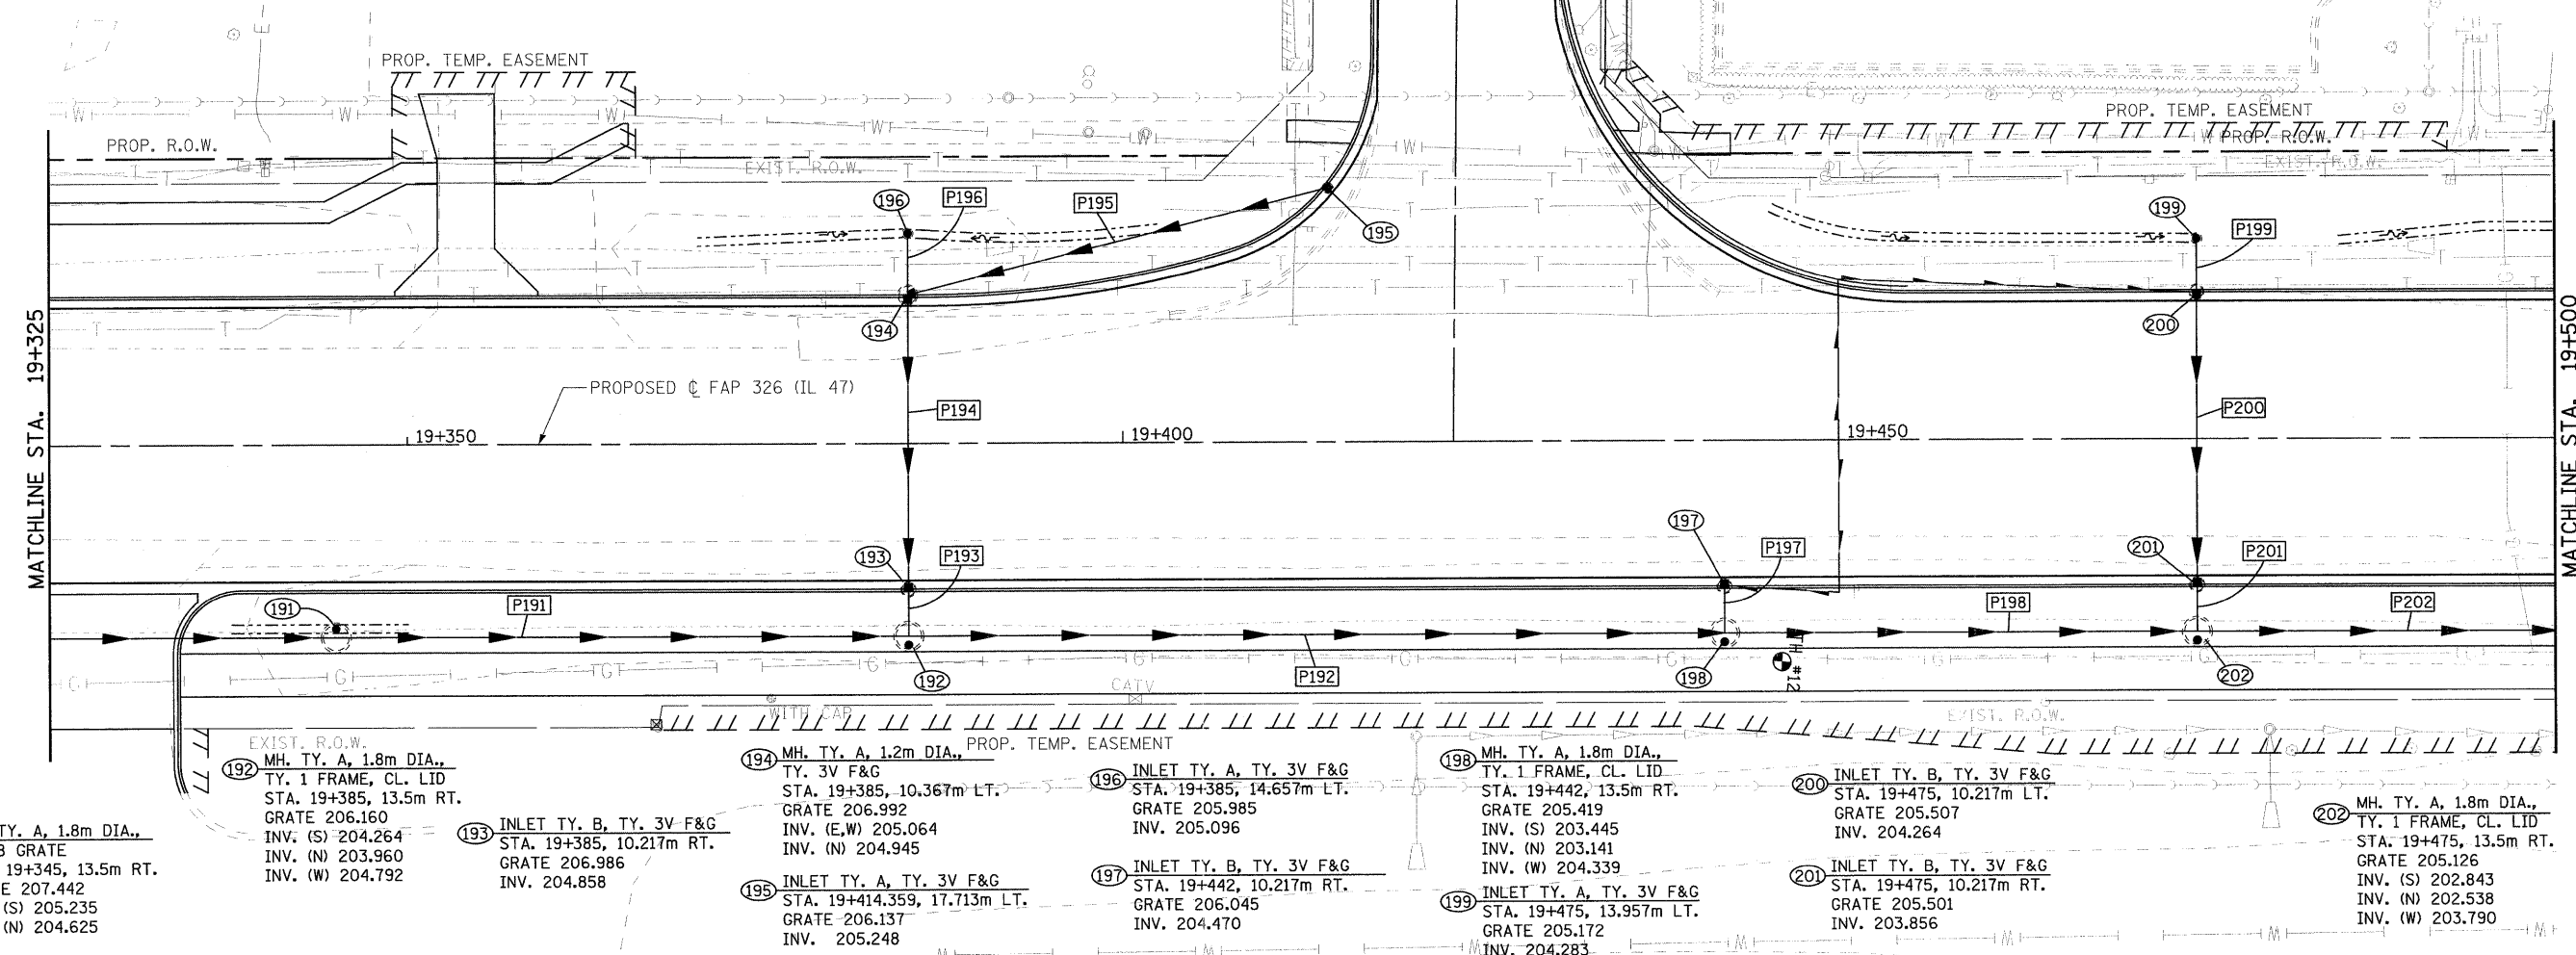 PROP. TEMP. EASEMENT
PROP. R.O.W.
EXIST. R.O.W.
PROP. TEMP. EASEMENT
PROP. R.O.W.
EXIST. R.O.W.
196
P196
P195
195
194
199
P199
200
MATCHLINE STA. 19+325
MATCHLINE STA. 19+500
PROPOSED ℄ FAP 326 (IL 47)
P194
P200
19+350
19+400
19+450
193
P193
197
P197
201
P201
191
P191
P198
P202
192
P192
198
TH #12
202
CATV
WITH CAP
EXIST. R.O.W.
PROP. TEMP. EASEMENT
EXIST. R.O.W.
TY. A, 1.8m DIA.,
GRATE
19+345, 13.5m RT.
E 207.442
(S) 205.235
(N) 204.625
192 MH. TY. A, 1.8m DIA.,
TY. 1 FRAME, CL. LID
STA. 19+385, 13.5m RT.
GRATE 206.160
INV. (S) 204.264
INV. (N) 203.960
INV. (W) 204.792
193 INLET TY. B, TY. 3V F&G
STA. 19+385, 10.217m RT.
GRATE 206.986
INV. 204.858
194 MH. TY. A, 1.2m DIA.,
TY. 3V F&G
STA. 19+385, 10.367m LT.
GRATE 206.992
INV. (E,W) 205.064
INV. (N) 204.945
195 INLET TY. A, TY. 3V F&G
STA. 19+414.359, 17.713m LT.
GRATE 206.137
INV. 205.248
196 INLET TY. A, TY. 3V F&G
STA. 19+385, 14.657m LT.
GRATE 205.985
INV. 205.096
197 INLET TY. B, TY. 3V F&G
STA. 19+442, 10.217m RT.
GRATE 206.045
INV. 204.470
198 MH. TY. A, 1.8m DIA.,
TY. 1 FRAME, CL. LID
STA. 19+442, 13.5m RT.
GRATE 205.419
INV. (S) 203.445
INV. (N) 203.141
INV. (W) 204.339
199 INLET TY. A, TY. 3V F&G
STA. 19+475, 13.957m LT.
GRATE 205.172
INV. 204.283
200 INLET TY. B, TY. 3V F&G
STA. 19+475, 10.217m LT.
GRATE 205.507
INV. 204.264
201 INLET TY. B, TY. 3V F&G
STA. 19+475, 10.217m RT.
GRATE 205.501
INV. 203.856
202 MH. TY. A, 1.8m DIA.,
TY. 1 FRAME, CL. LID
STA. 19+475, 13.5m RT.
GRATE 205.126
INV. (S) 202.843
INV. (N) 202.538
INV. (W) 203.790